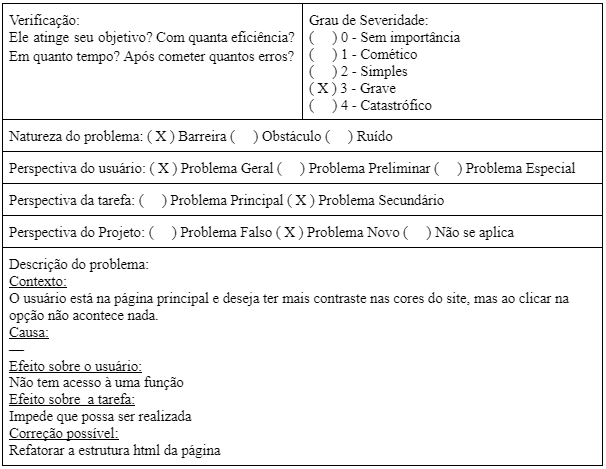 Verificação:
Ele atinge seu objetivo? Com quanta eficiência?
Em quanto tempo? Após cometer quantos erros?
Grau de Severidade:
(    ) 0 - Sem importância
(    ) 1 - Comético
(    ) 2 - Simples
( X ) 3 - Grave
(    ) 4 - Catastrófico
Natureza do problema: ( X ) Barreira (    ) Obstáculo (    ) Ruído
Perspectiva do usuário: ( X ) Problema Geral (    ) Problema Preliminar (    ) Problema Especial
Perspectiva da tarefa: (    ) Problema Principal ( X ) Problema Secundário
Perspectiva do Projeto: (    ) Problema Falso ( X ) Problema Novo (    ) Não se aplica
Descrição do problema:
Contexto:
O usuário está na página principal e deseja ter mais contraste nas cores do site, mas ao clicar na
opção não acontece nada.
Causa:
—
Efeito sobre o usuário:
Não tem acesso à uma função
Efeito sobre  a tarefa:
Impede que possa ser realizada
Correção possível:
Refatorar a estrutura html da página